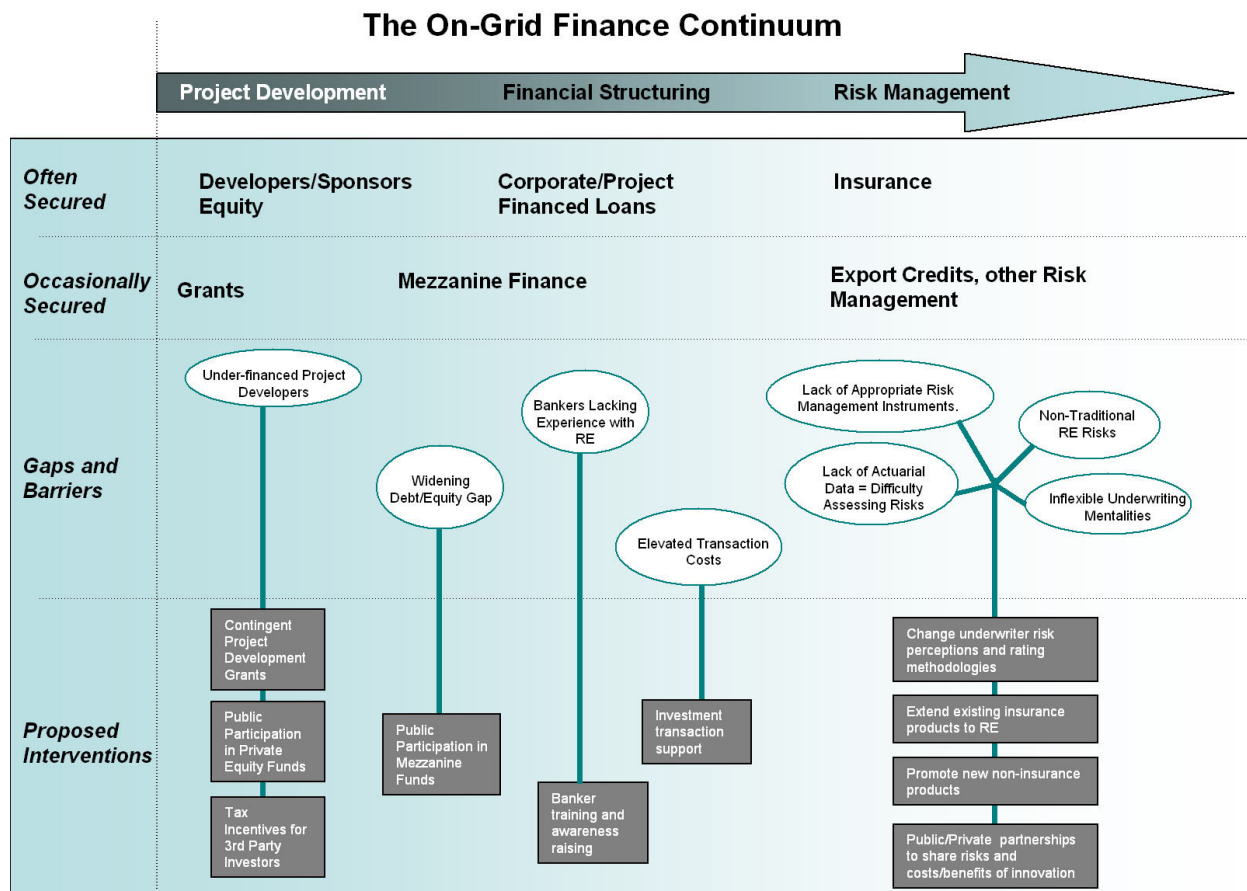 The On-Grid Finance Continuum
Project Development
Financial Structuring
Risk Management
Often
Secured
Developers/Sponsors
Equity
Corporate/Project
Financed Loans
Insurance
Occasionally
Secured
Grants
Mezzanine Finance
Export Credits, other Risk
Management
Gaps and
Barriers
Under-financed Project
Developers
Widening
Debt/Equity Gap
Bankers Lacking
Experience with
RE
Elevated Transaction
Costs
Lack of Appropriate Risk
Management Instruments.
Non-Traditional
RE Risks
Lack of Actuarial
Data = Difficulty
Assessing Risks
Inflexible Underwriting
Mentalities
Proposed
Interventions
Contingent
Project
Development
Grants
Public
Participation
in Private
Equity Funds
Tax
Incentives for
3rd Party
Investors
Public
Participation in
Mezzanine
Funds
Banker
training and
awareness
raising
Investment
transaction
support
Change underwriter risk
perceptions and rating
methodologies
Extend existing insurance
products to RE
Promote new non-insurance
products
Public/Private partnerships
to share risks and
costs/benefits of innovation